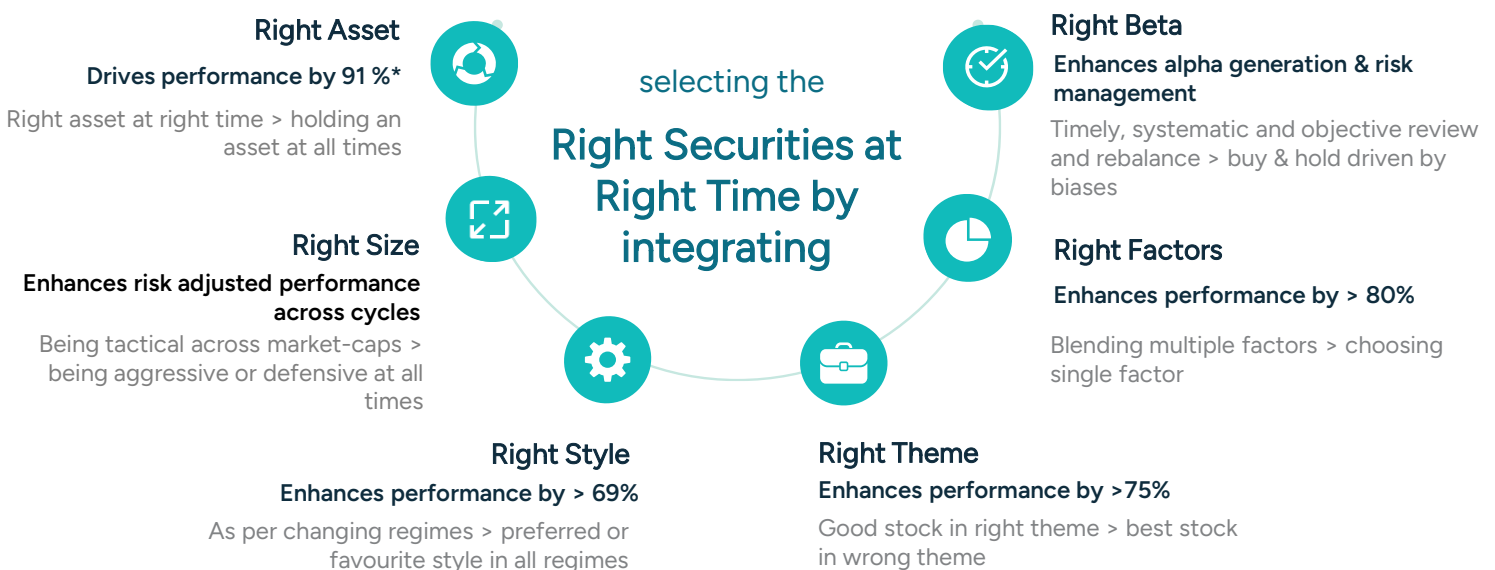 selecting the
Right Securities at
Right Time by
integrating
Right Asset
Drives performance by 91 %*
Right asset at right time > holding an
asset at all times
Right Size
Enhances risk adjusted performance
across cycles
Being tactical across market-caps >
being aggressive or defensive at all
times
Right Style
Enhances performance by > 69%
As per changing regimes > preferred or
favourite style in all regimes
Right Theme
Enhances performance by >75%
Good stock in right theme > best stock
in wrong theme
Right Factors
Enhances performance by > 80%
Blending multiple factors > choosing
single factor
Right Beta
Enhances alpha generation & risk
management
Timely, systematic and objective review
and rebalance > buy & hold driven by
biases